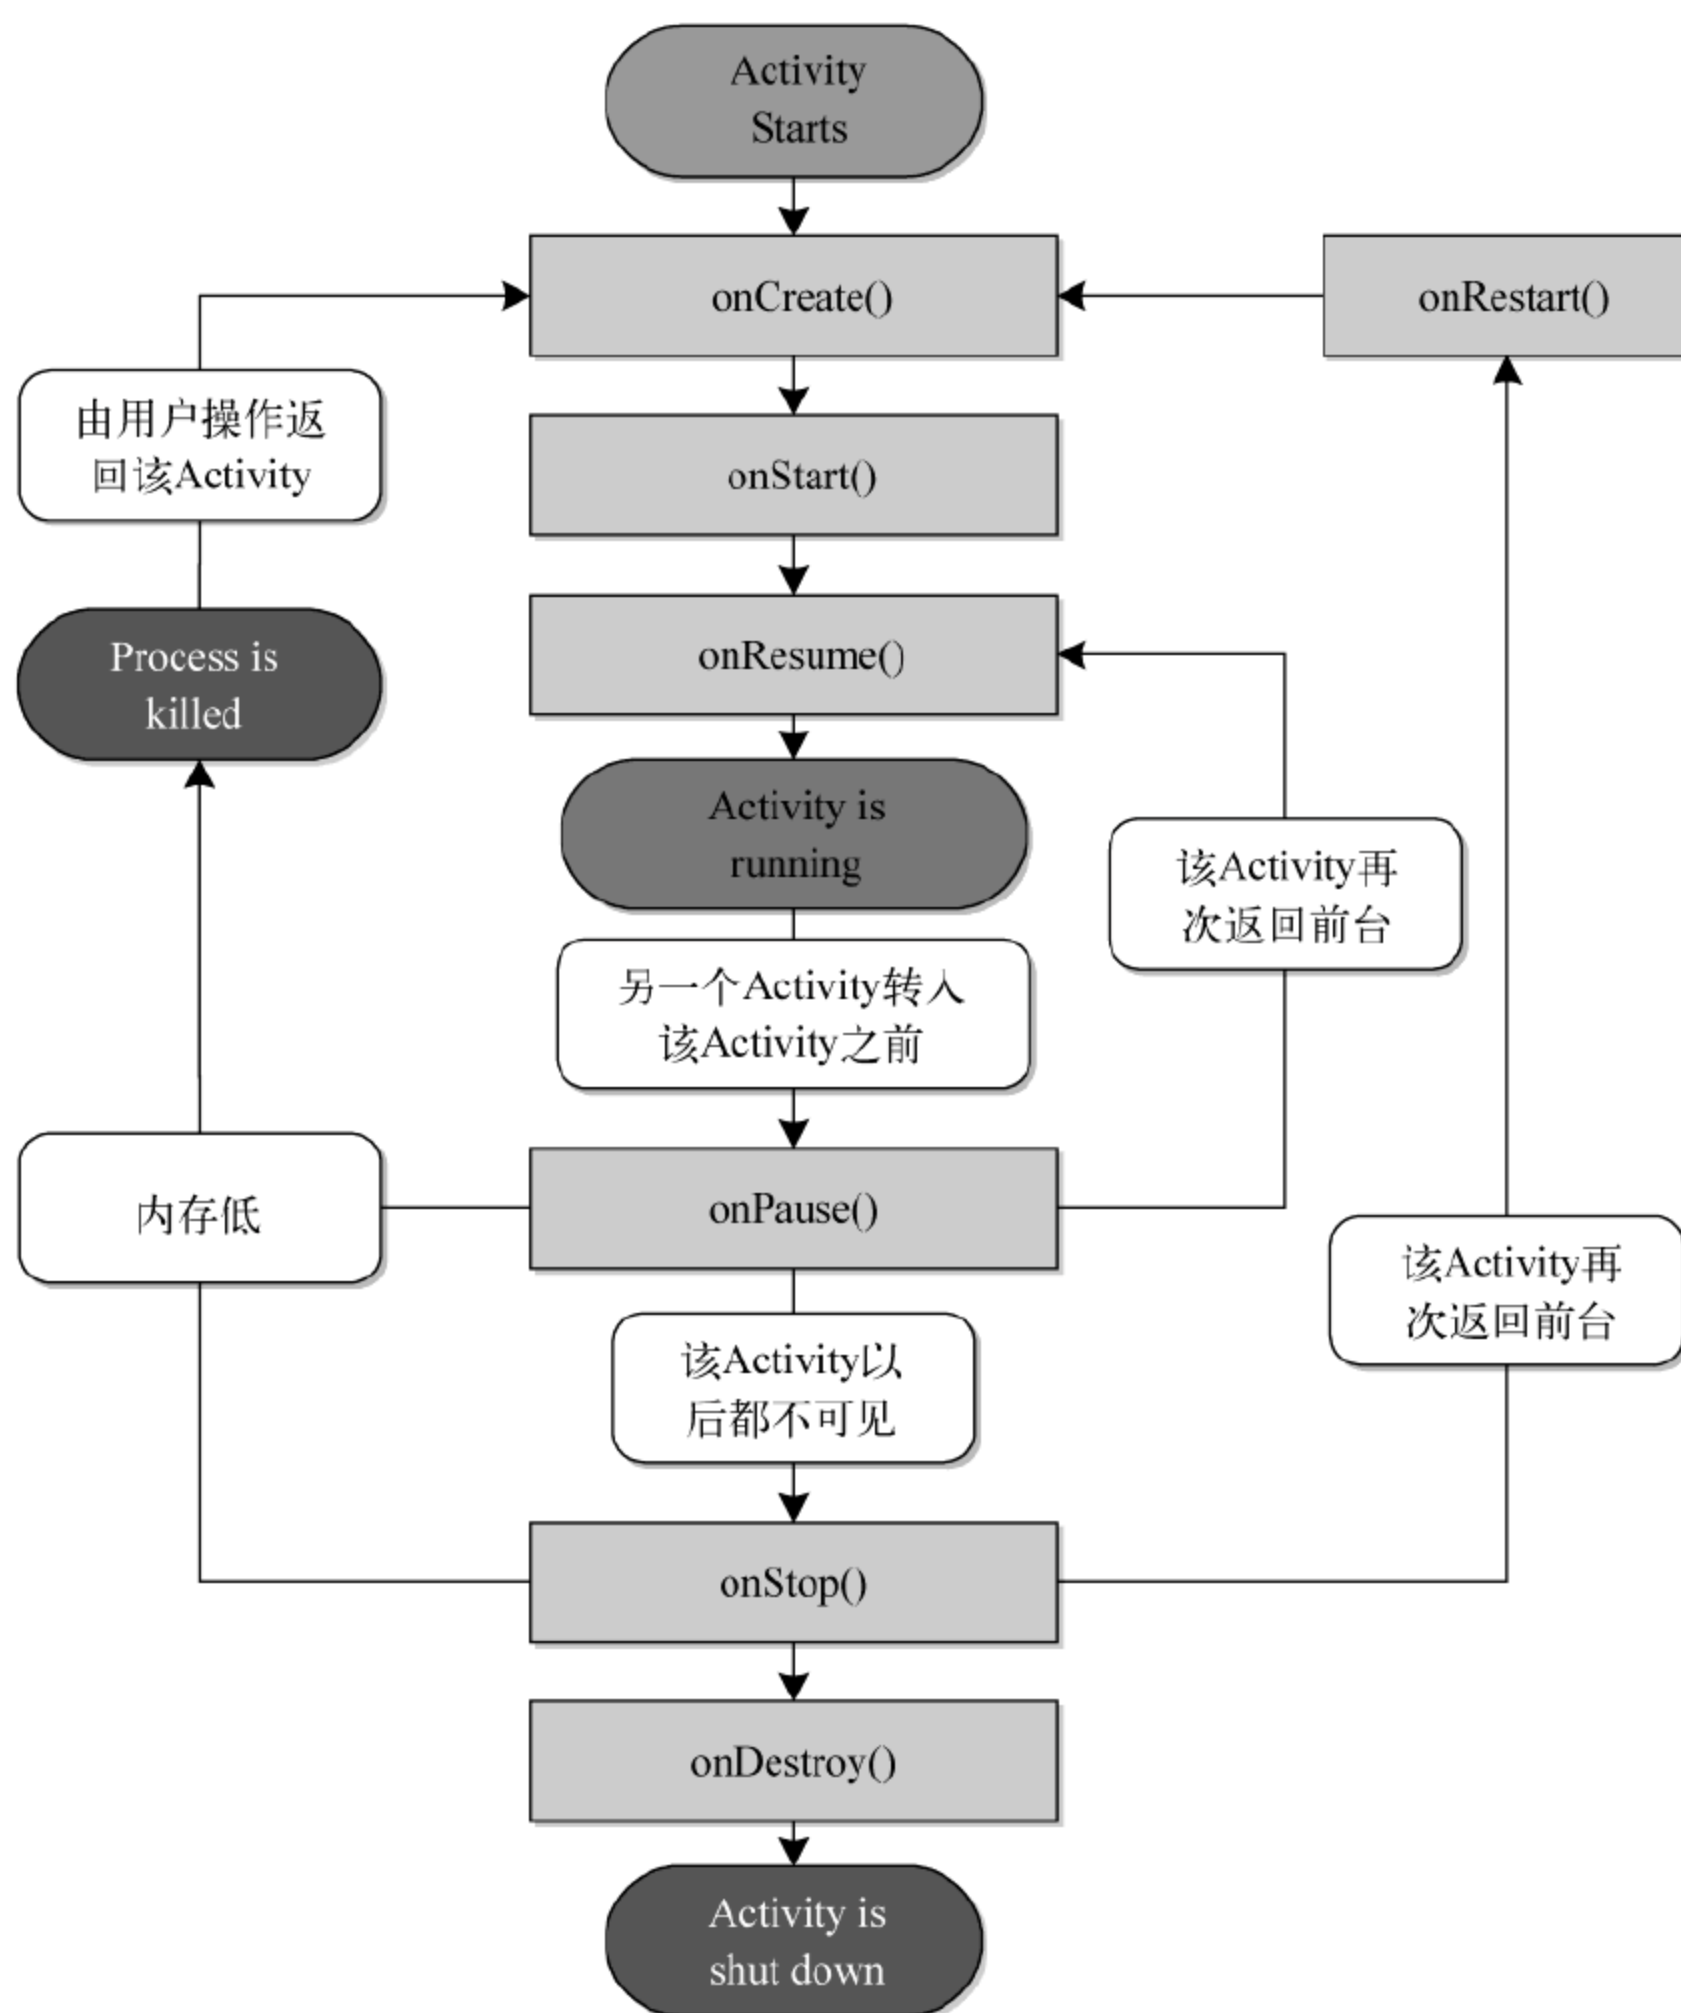 Activity
Starts
onCreate()
onRestart()
由用户操作返
回该Activity
onStart()
Process is
killed
onResume()
Activity is
running
该Activity再
次返回前台
另一个Activity转入
该Activity之前
内存低
onPause()
该Activity再
次返回前台
该Activity以
后都不可见
onStop()
onDestroy()
Activity is
shut down